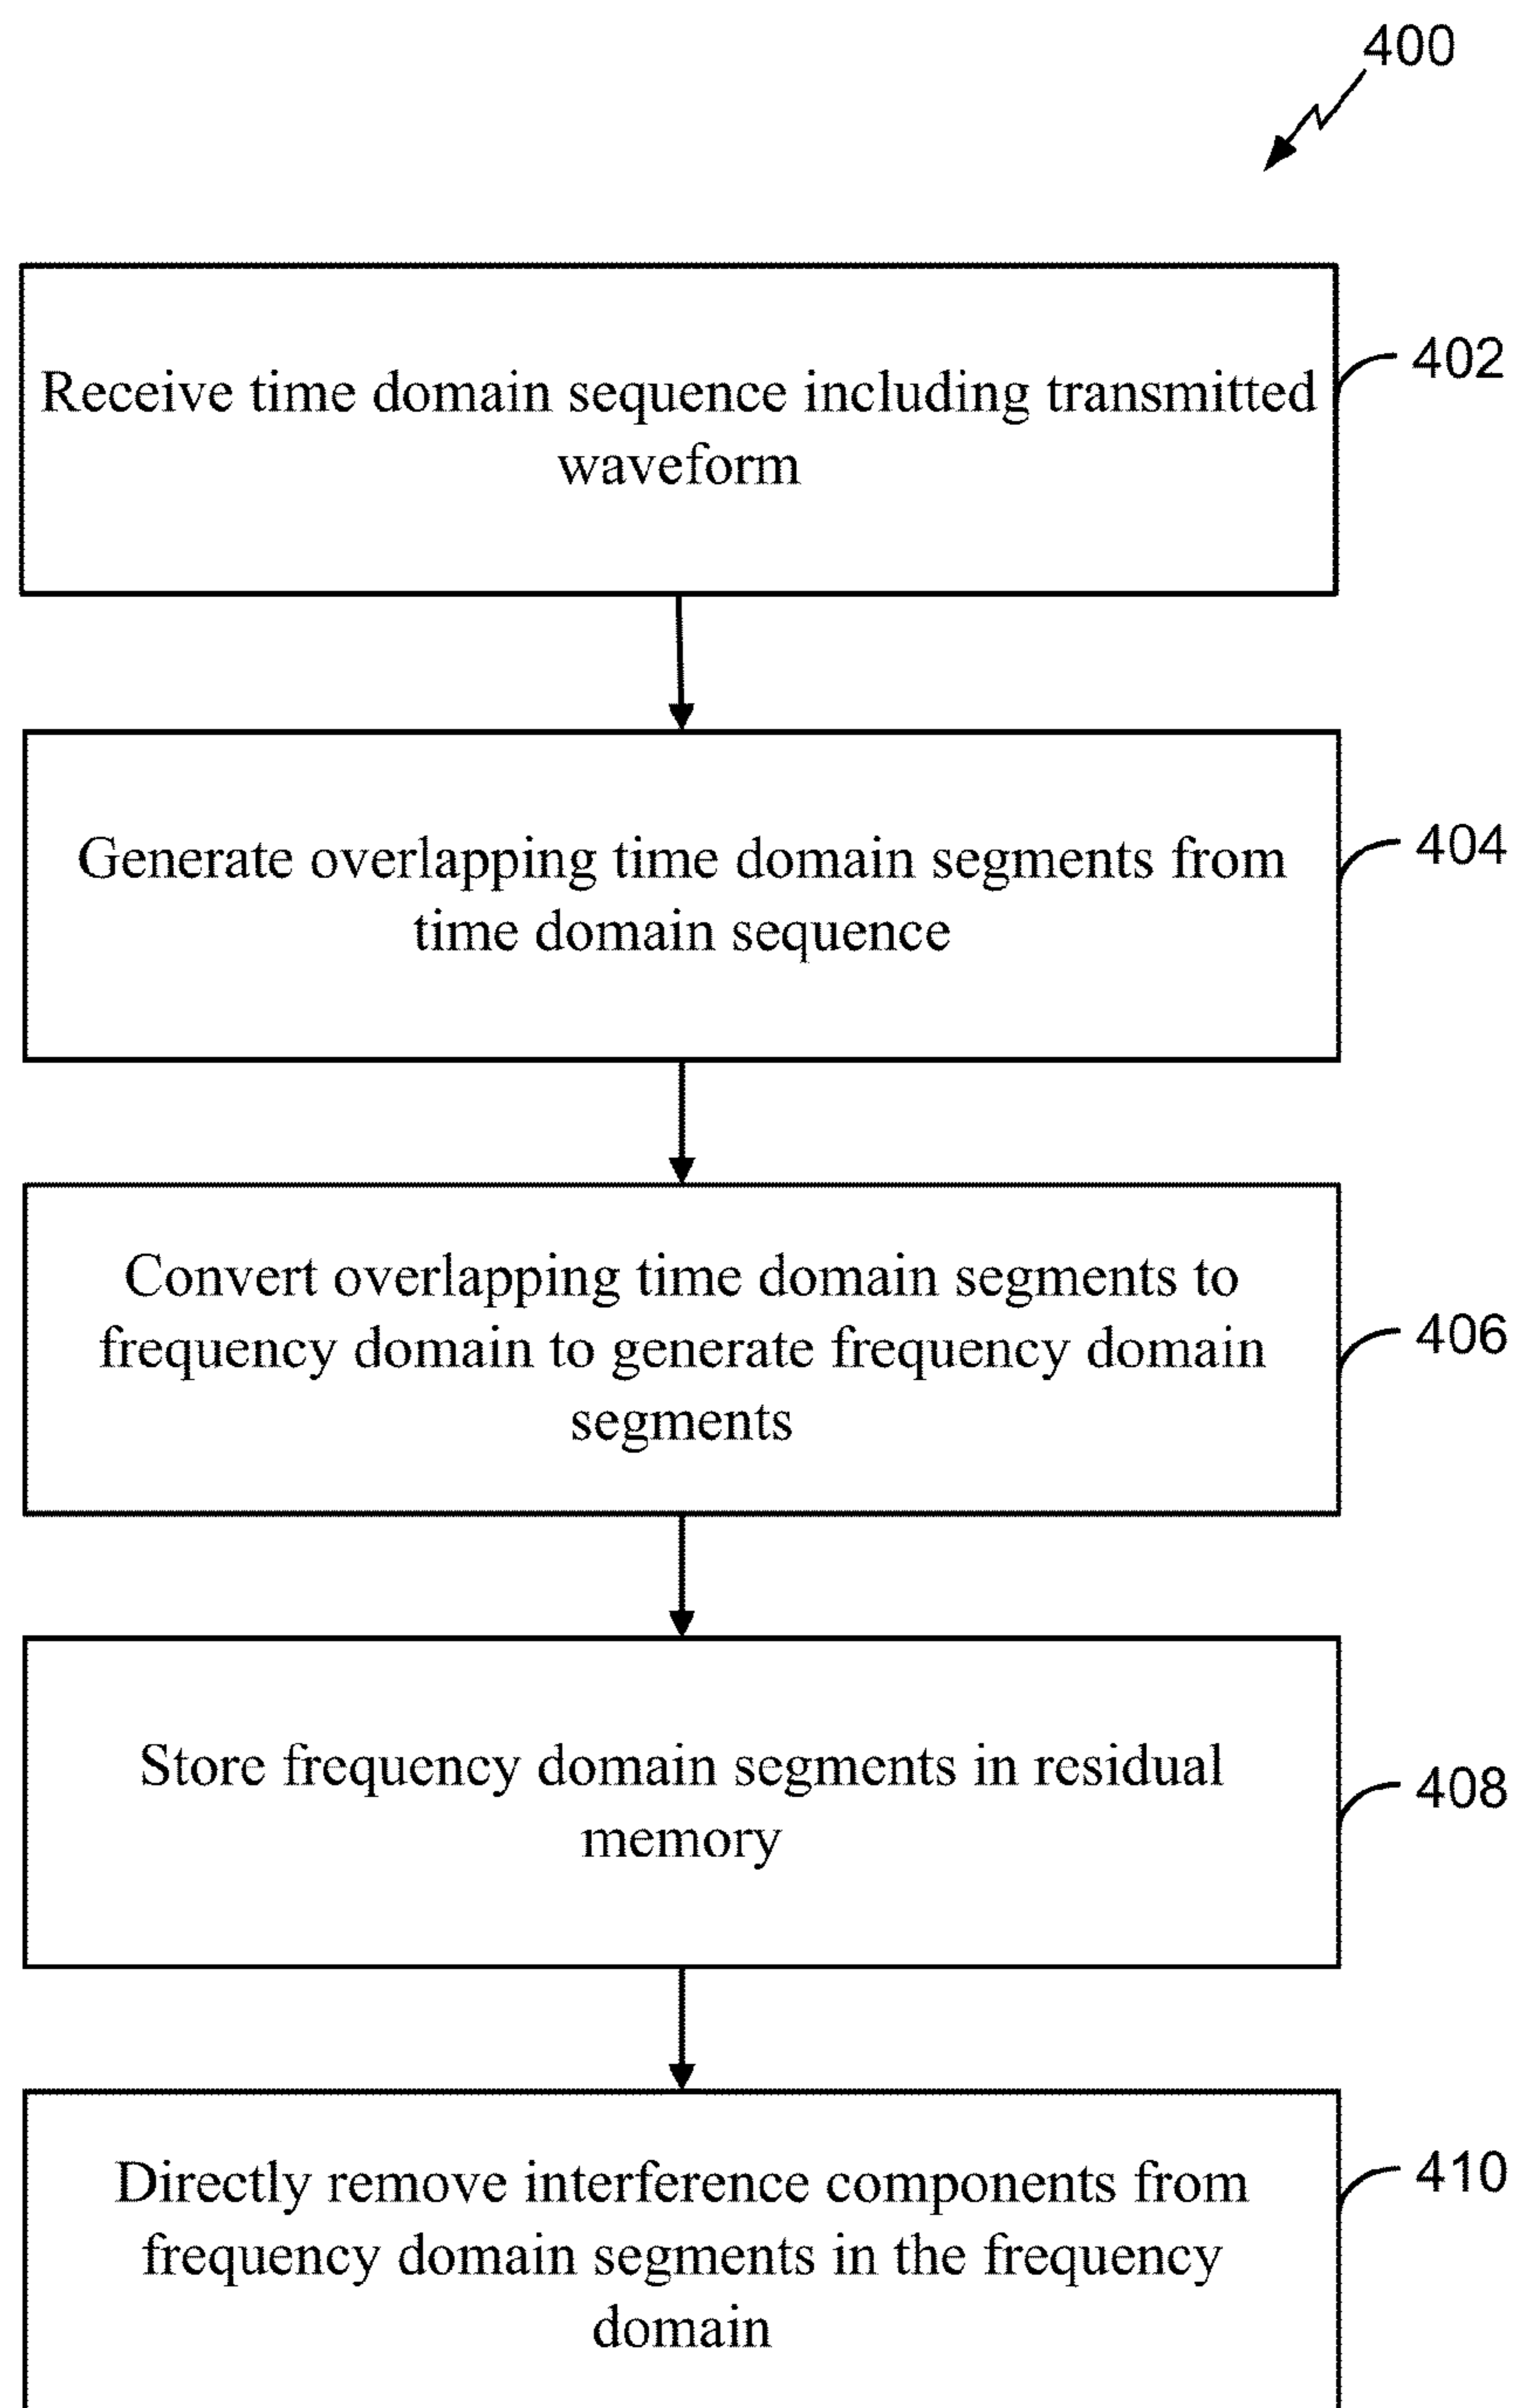 400
Receive time domain sequence including transmitted
waveform
402
Generate overlapping time domain segments from
time domain sequence
404
Convert overlapping time domain segments to
frequency domain to generate frequency domain
segments
406
Store frequency domain segments in residual
memory
408
Directly remove interference components from
frequency domain segments in the frequency
domain
410